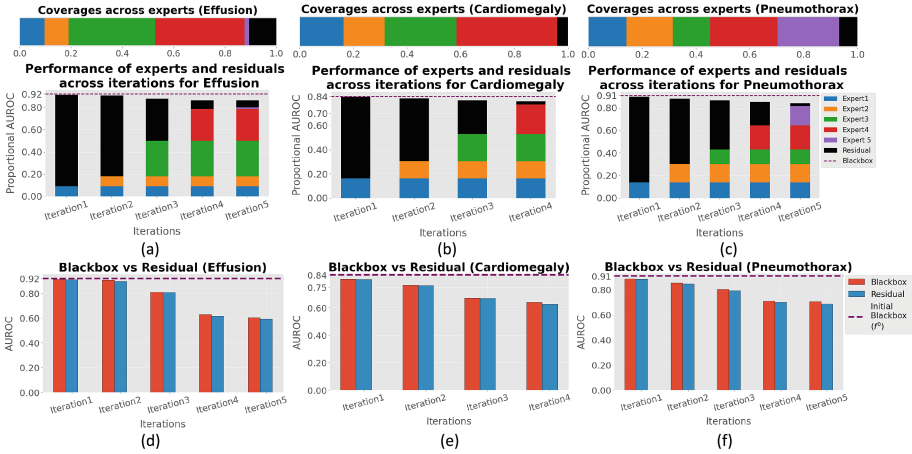 Coverages across experts (Effusion)
0.0 0.2 0.4 0.6 0.8 1.0
Performance of experts and residuals
across iterations for Effusion
Proportional AUROC
0.92
0.80
0.60
0.40
0.20
0.00
Iteration1 Iteration2 Iteration3 Iteration4 Iteration5
Iterations
(a)
Coverages across experts (Cardiomegaly)
0.0 0.2 0.4 0.6 0.8 1.0
Performance of experts and residuals
across iterations for Cardiomegaly
Proportional AUROC
0.84
0.70
0.60
0.40
0.20
0.00
Iteration1 Iteration2 Iteration3 Iteration4
Iterations
(b)
Coverages across experts (Pneumothorax)
0.0 0.2 0.4 0.6 0.8 1.0
Performance of experts and residuals
across iterations for Pneumothorax
Proportional AUROC
0.91
0.80
0.60
0.40
0.20
0.00
Iteration1 Iteration2 Iteration3 Iteration4 Iteration5
Iterations
(c)
Expert1
Expert2
Expert3
Expert4
Expert 5
Residual
Blackbox
Blackbox vs Residual (Effusion)
AUROC
0.92
0.80
0.60
0.40
0.20
0.00
Iteration1 Iteration2 Iteration3 Iteration4 Iteration5
Iterations
(d)
Blackbox vs Residual (Cardiomegaly)
AUROC
0.84
0.75
0.60
0.40
0.20
0.00
Iteration1 Iteration2 Iteration3 Iteration4
Iterations
(e)
Blackbox vs Residual (Pneumothorax)
AUROC
0.91
0.80
0.60
0.40
0.20
0.00
Iteration1 Iteration2 Iteration3 Iteration4 Iteration5
Iterations
(f)
Blackbox
Residual
Initial
Blackbox
(f⁰)